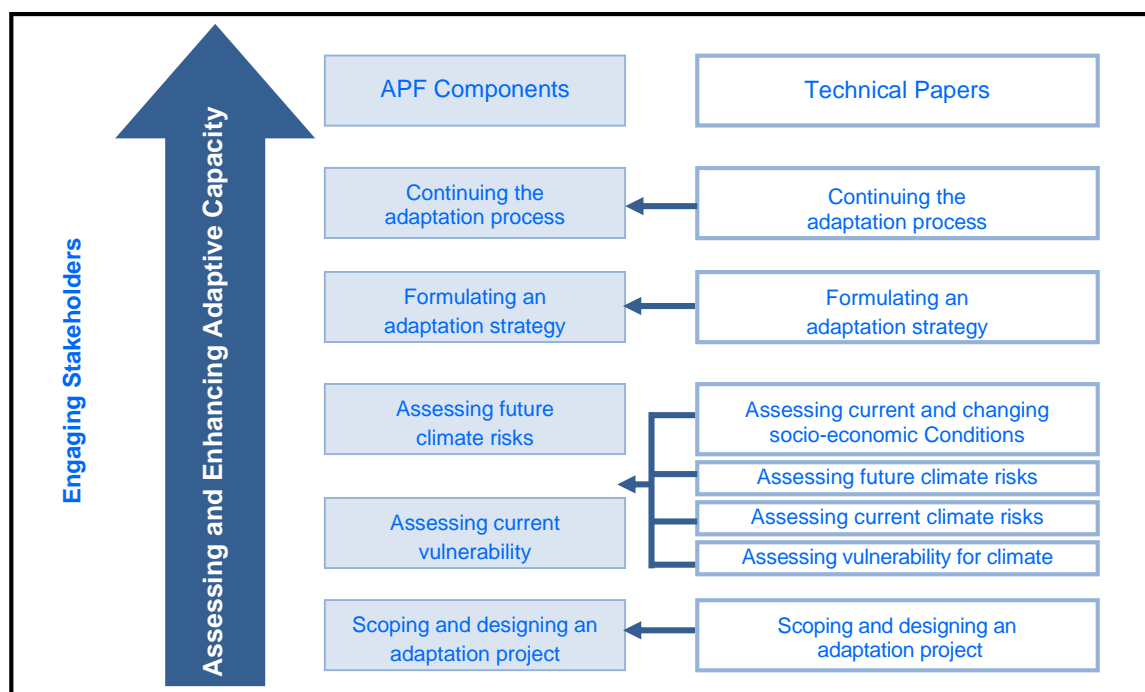 Engaging Stakeholders
Assessing and Enhancing Adaptive Capacity
APF Components
Technical Papers
Continuing the
adaptation process
Continuing the
adaptation process
Formulating an
adaptation strategy
Formulating an
adaptation strategy
Assessing future
climate risks
Assessing current and changing
socio-economic Conditions
Assessing future climate risks
Assessing current climate risks
Assessing current
vulnerability
Assessing vulnerability for climate
Scoping and designing an
adaptation project
Scoping and designing an
adaptation project